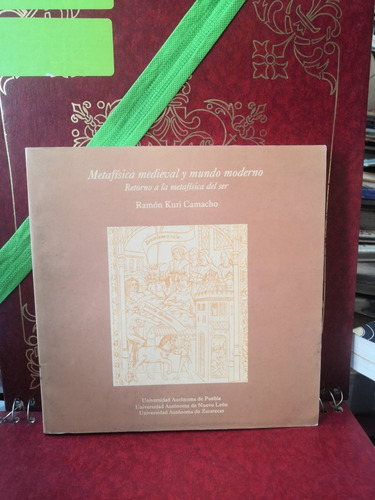 Metafísica medieval y mundo moderno
Retorno a la metafísica del ser
Ramón Kuri Camacho
Universidad Autónoma de Puebla
Universidad Autónoma de Nuevo León
Universidad Autónoma de Zacatecas